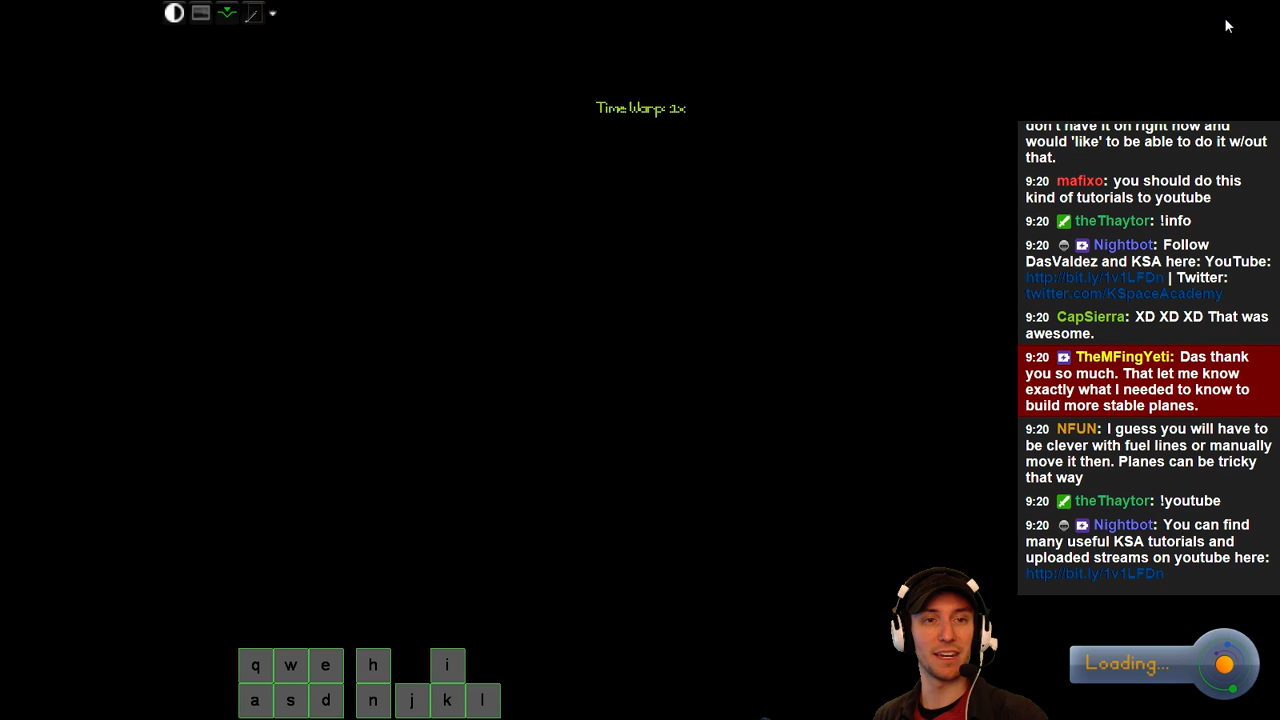 Time Warp: 1x
don't have it on right now and
would 'like' to be able to do it w/out
that.
9:20 mafixo: you should do this
kind of tutorials to youtube
9:20 theThaytor: !info
9:20 Nightbot: Follow
DasValdez and KSA here: YouTube:
http://bit.ly/1v1LFDn | Twitter:
twitter.com/KSpaceAcademy
9:20 CapSierra: XD XD XD That was
awesome.
9:20 TheMFingYeti: Das thank
you so much. That let me know
exactly what I needed to know to
build more stable planes.
9:20 NFUN: I guess you will have to
be clever with fuel lines or manually
move it then. Planes can be tricky
that way
9:20 theThaytor: !youtube
9:20 Nightbot: You can find
many useful KSA tutorials and
uploaded streams on youtube here:
http://bit.ly/1v1LFDn
Loading...
q w e h i
a s d n j k l